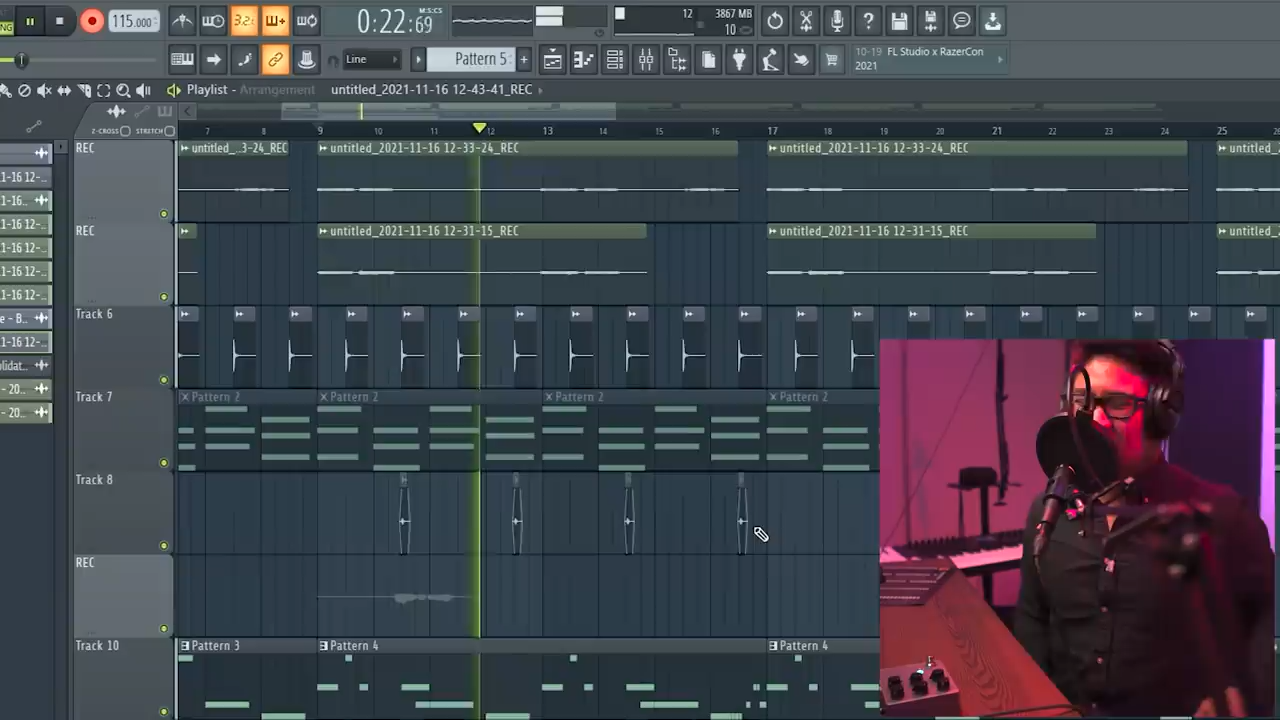 115.000
3.2:
0:22:69
M:S:CS
12
3867 MB
10
Line
Pattern 5
10-19 FL Studio x RazerCon
2021
Playlist - Arrangement
untitled_2021-11-16 12-43-41_REC
Z-CROSS
STRETCH
7 8 9 10 11 12 13 14 15 16 17 18 19 20 21 22 23 24 25
REC
untitled_...3-24_REC
untitled_2021-11-16 12-33-24_REC
untitled_2021-11-16 12-33-24_REC
REC
untitled_2021-11-16 12-31-15_REC
untitled_2021-11-16 12-31-15_REC
Track 6
Track 7
Pattern 2
Pattern 2
Pattern 2
Pattern 2
Track 8
REC
Track 10
Pattern 3
Pattern 4
Pattern 4